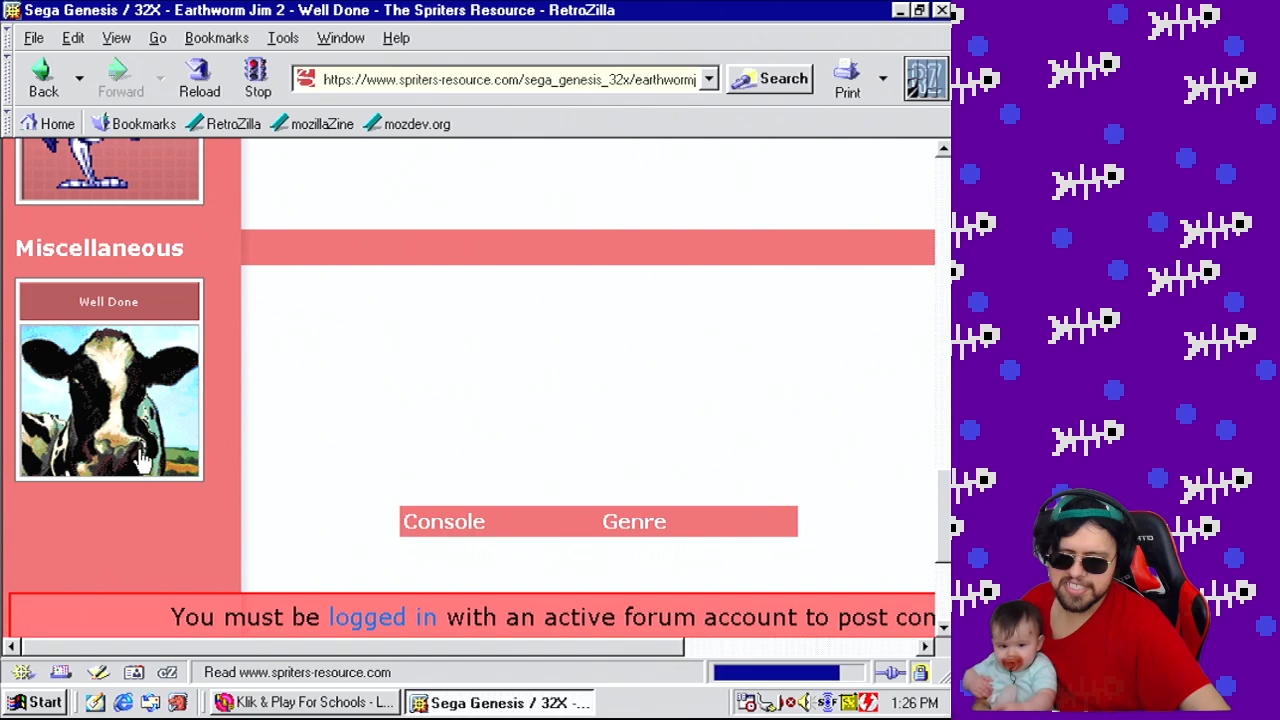 Sega Genesis / 32X - Earthworm Jim 2 - Well Done - The Spriters Resource - RetroZilla
File Edit View Go Bookmarks Tools Window Help
Back Forward Reload Stop https://www.spriters-resource.com/sega_genesis_32x/earthwormj Search Print
Home Bookmarks RetroZilla mozillaZine mozdev.org
Miscellaneous
Well Done
Console Genre
You must be logged in with an active forum account to post con
Read www.spriters-resource.com
Start Klik & Play For Schools - L... Sega Genesis / 32X -... 1:26 PM